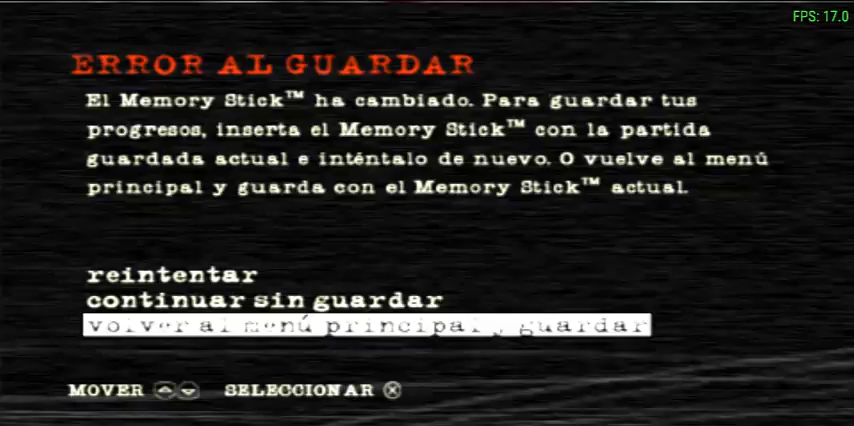 FPS: 17.0
ERROR AL GUARDAR
El Memory Stick™ ha cambiado. Para guardar tus
progresos, inserta el Memory Stick™ con la partida
guardada actual e inténtalo de nuevo. O vuelve al menú
principal y guarda con el Memory Stick™ actual.
reintentar
continuar sin guardar
volver al menú principal y guardar
MOVER SELECCIONAR